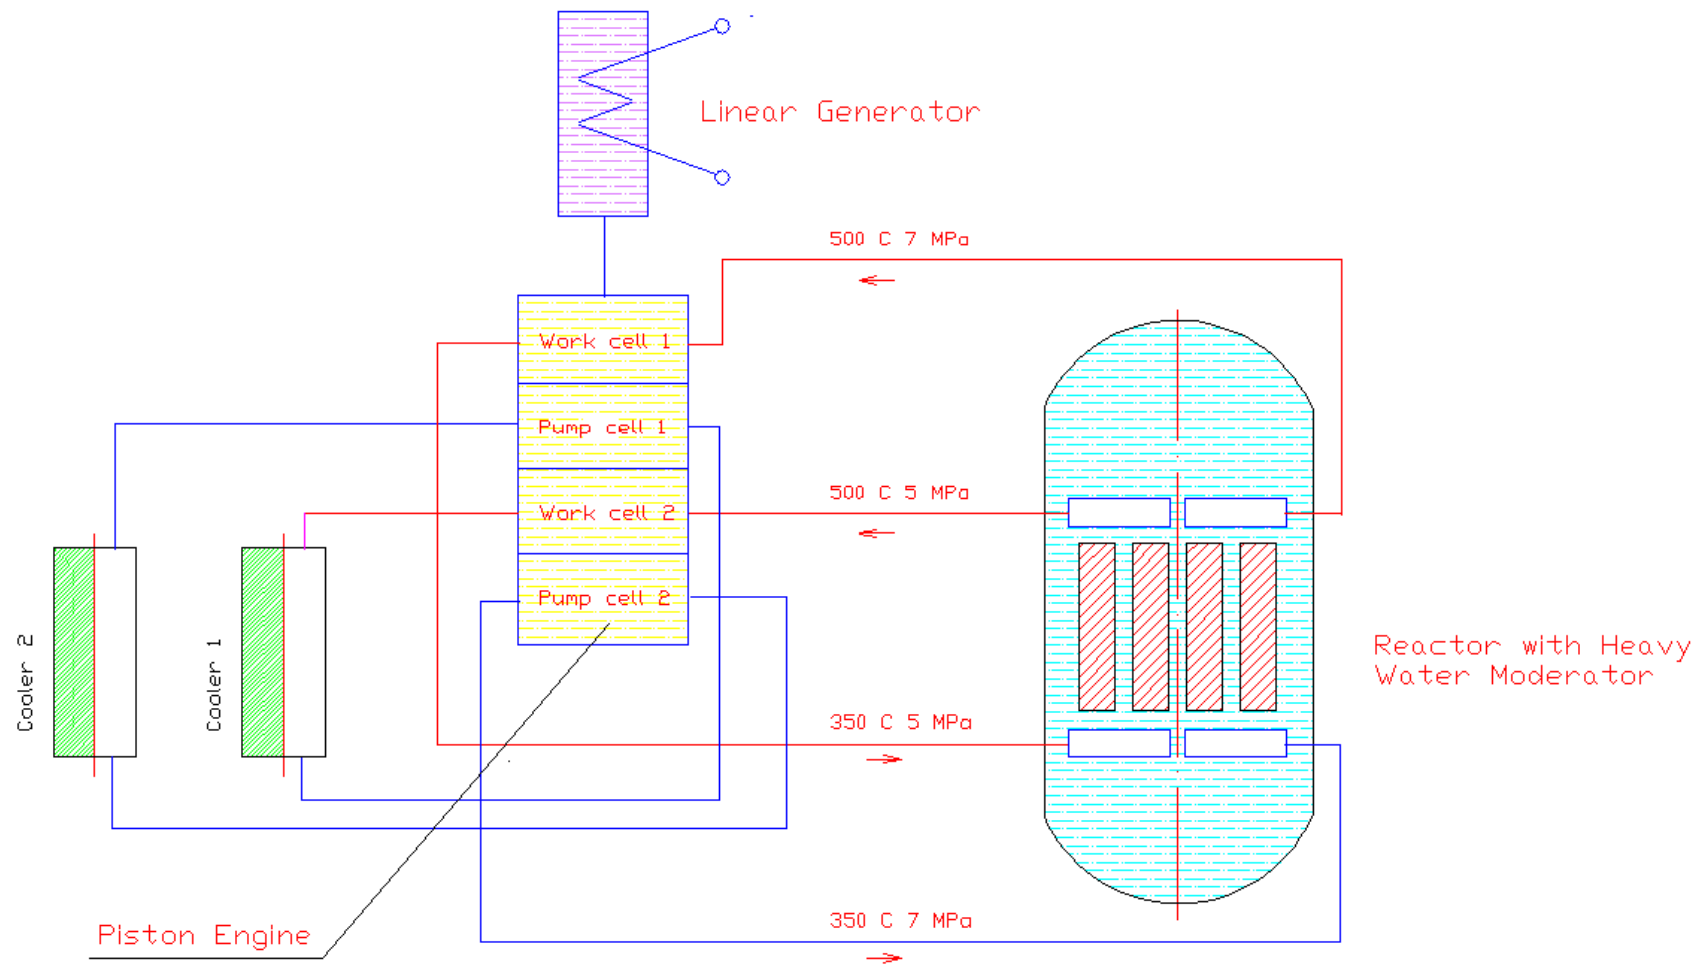 Linear Generator
500 C 7 MPa
Work cell 1
Pump cell 1
500 C 5 MPa
Work cell 2
Pump cell 2
Cooler 2
Cooler 1
Reactor with Heavy
Water Moderator
350 C 5 MPa
350 C 7 MPa
Piston Engine